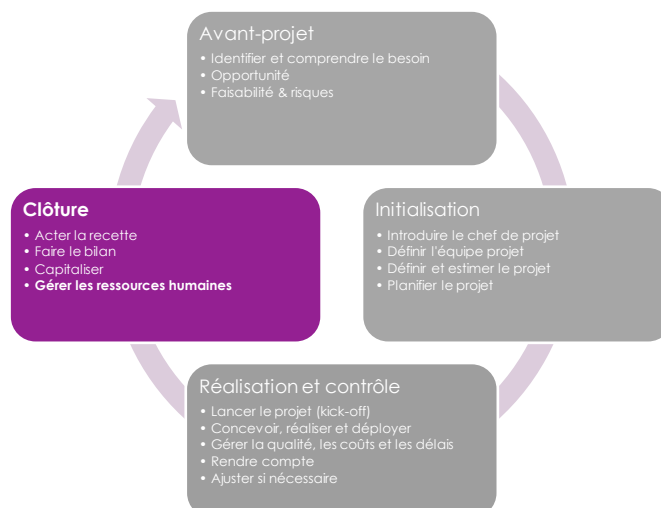 Avant-projet
• Identifier et comprendre le besoin
• Opportunité
• Faisabilité & risques
Initialisation
• Introduire le chef de projet
• Définir l'équipe projet
• Définir et estimer le projet
• Planifier le projet
Réalisation et contrôle
• Lancer le projet (kick-off)
• Concevoir, réaliser et déployer
• Gérer la qualité, les coûts et les délais
• Rendre compte
• Ajuster si nécessaire
Clôture
• Acter la recette
• Faire le bilan
• Capitaliser
• Gérer les ressources humaines